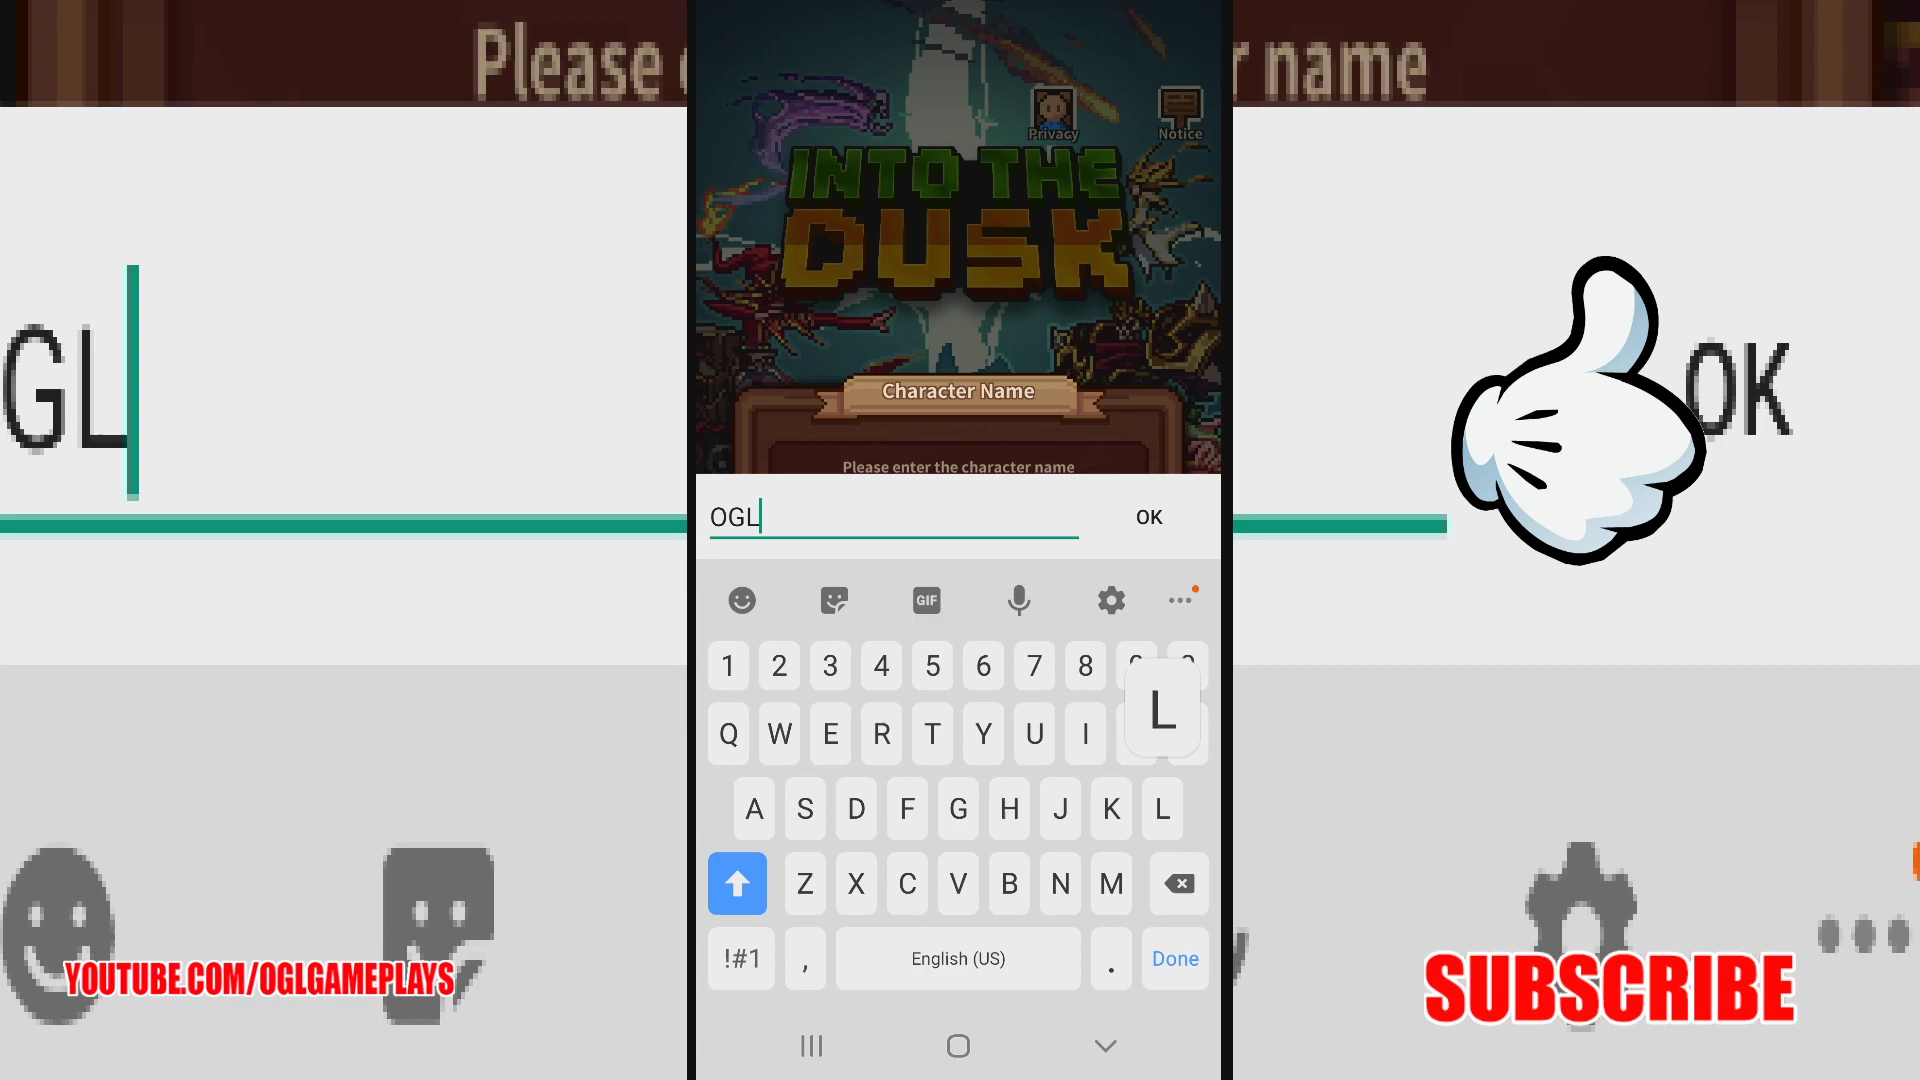 Please
r name
Privacy
Notice
INTO THE
DUSK
Character Name
Please enter the character name
GL
OGL
OK
OK
GIF
1 2 3 4 5 6 7 8
L
Q W E R T Y U I
A S D F G H J K L
Z X C V B N M
!#1 , English (US) . Done
YOUTUBE.COM/OGLGAMEPLAYS
SUBSCRIBE